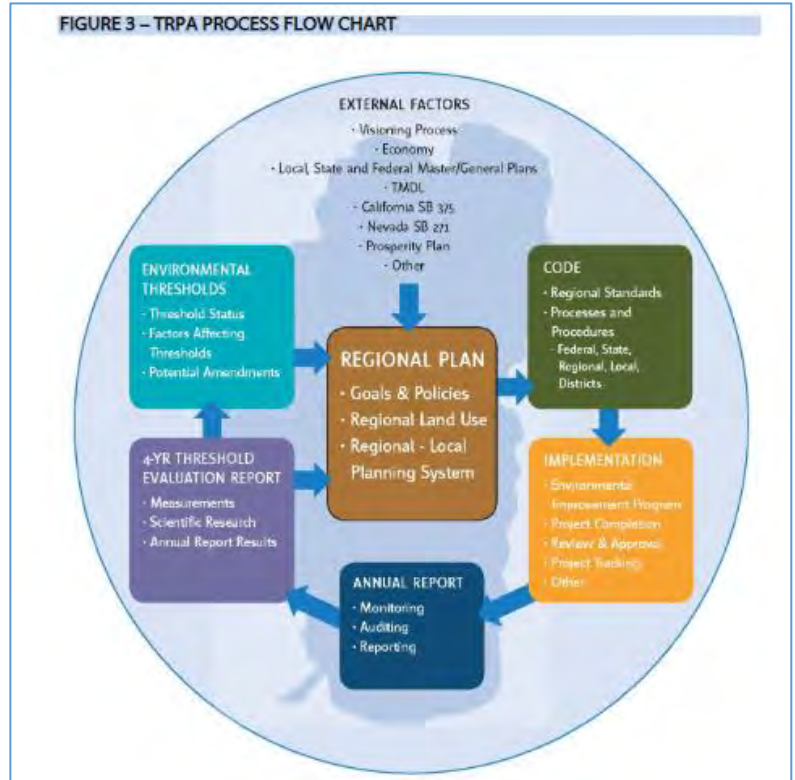 FIGURE 3 – TRPA PROCESS FLOW CHART
EXTERNAL FACTORS
· Visioning Process
· Economy
· Local, State and Federal Master/General Plans
· TMDL
· California SB 375
· Nevada SB 271
· Prosperity Plan
· Other
ENVIRONMENTAL
THRESHOLDS
· Threshold Status
· Factors Affecting
Thresholds
· Potential Amendments
CODE
· Regional Standards
· Processes and
Procedures
- Federal, State,
Regional, Local,
Districts
REGIONAL PLAN
· Goals & Policies
· Regional Land Use
· Regional - Local
Planning System
4-YR THRESHOLD
EVALUATION REPORT
· Measurements
· Scientific Research
· Annual Report Results
IMPLEMENTATION
· Environmental
Improvement Program
· Project Completion
· Review & Approval
· Project Tracking
· Other
ANNUAL REPORT
· Monitoring
· Auditing
· Reporting